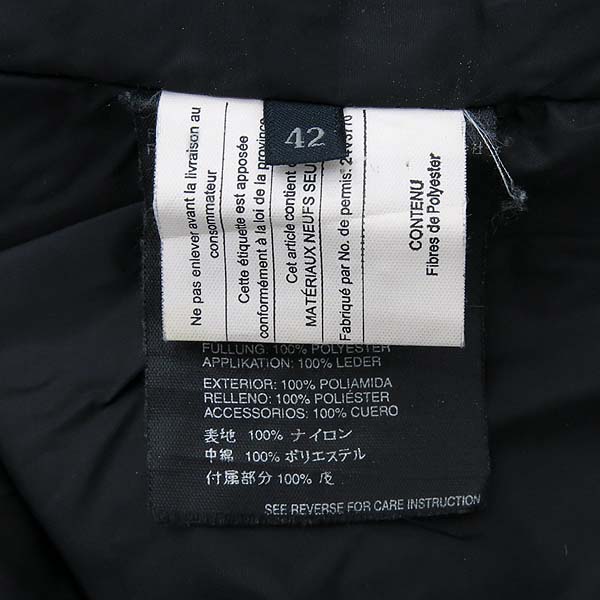 42
Ne pas enlever avant la livraison au
consommateur
Cette étiquette est apposée
conformément à la loi de la province
Cet article contient
MATÉRIAUX NEUFS SEU
Fabriqué par No. de permis:
CONTENU
Fibres de Polyester
FÜLLUNG: 100% POLYESTER
APPLIKATION: 100% LEDER
EXTERIOR: 100% POLIAMIDA
RELLENO: 100% POLIÉSTER
ACCESSORIOS: 100% CUERO
表地 100% ナイロン
中綿 100% ポリエステル
付属部分 100% 皮
SEE REVERSE FOR CARE INSTRUCTION